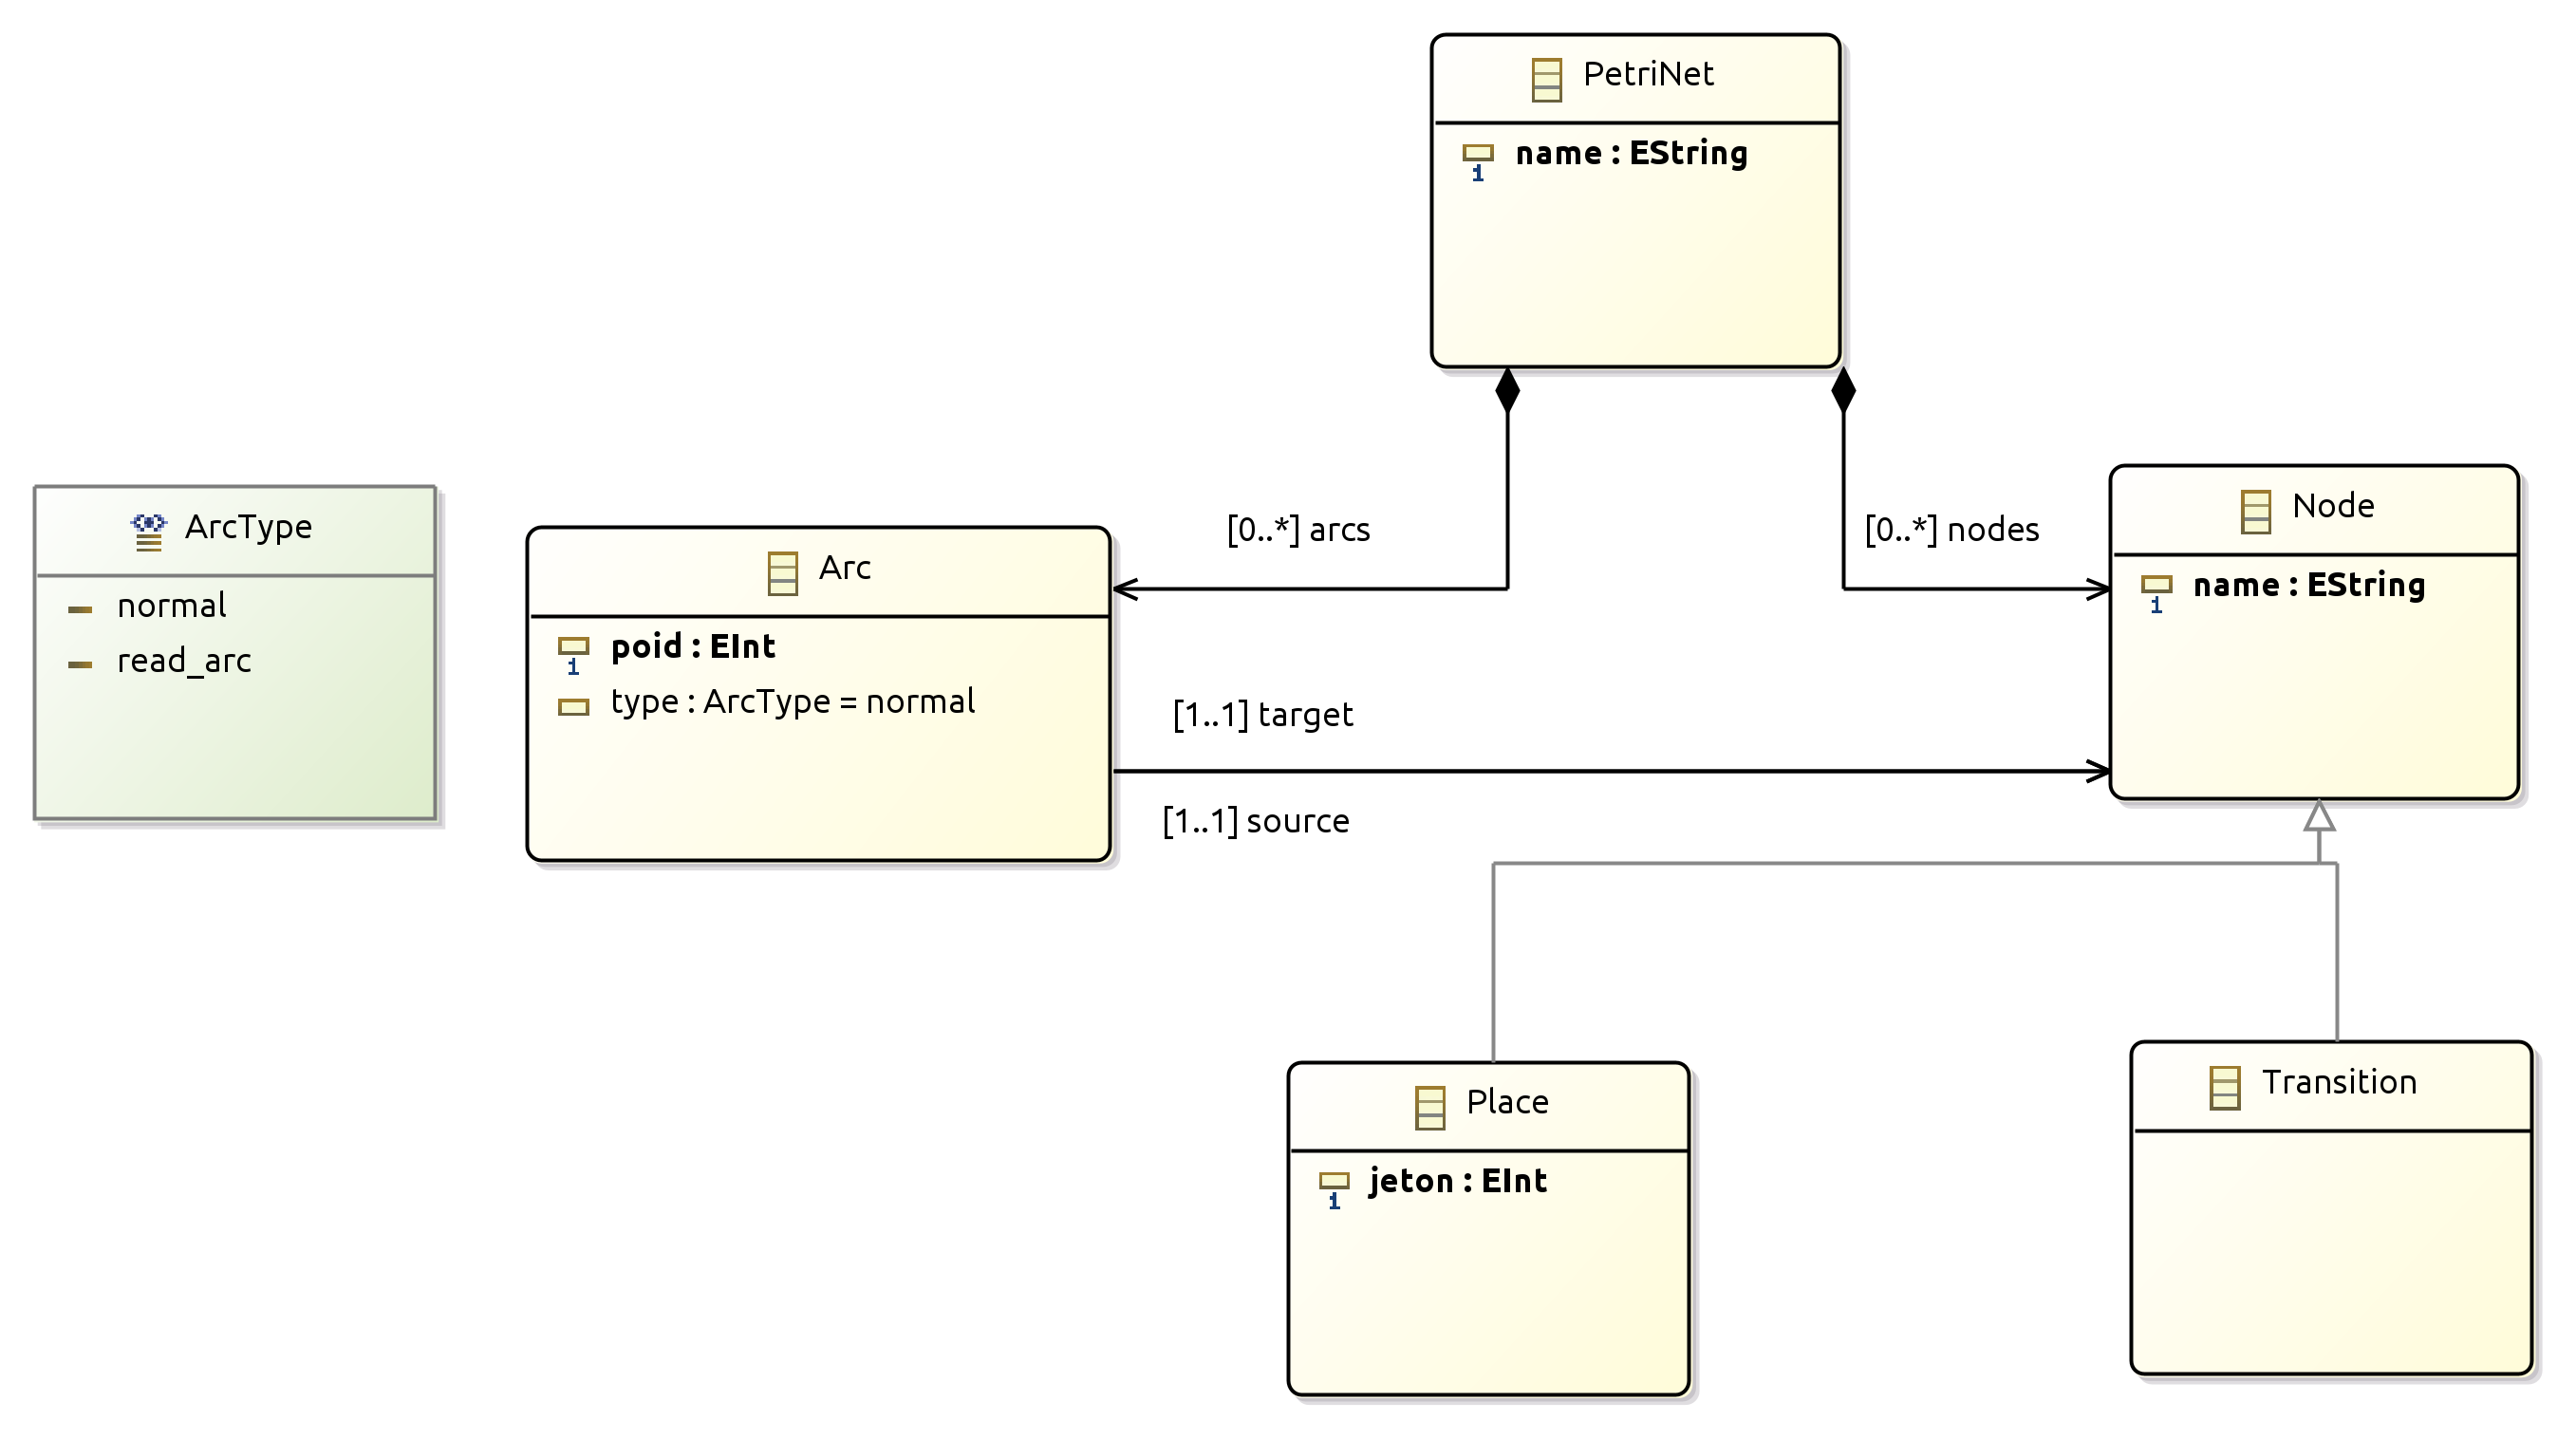 PetriNet
name : EString
ArcType
normal
read_arc
Arc
poid : EInt
type : ArcType = normal
[0..*] arcs
[0..*] nodes
Node
name : EString
[1..1] target
[1..1] source
Place
jeton : EInt
Transition